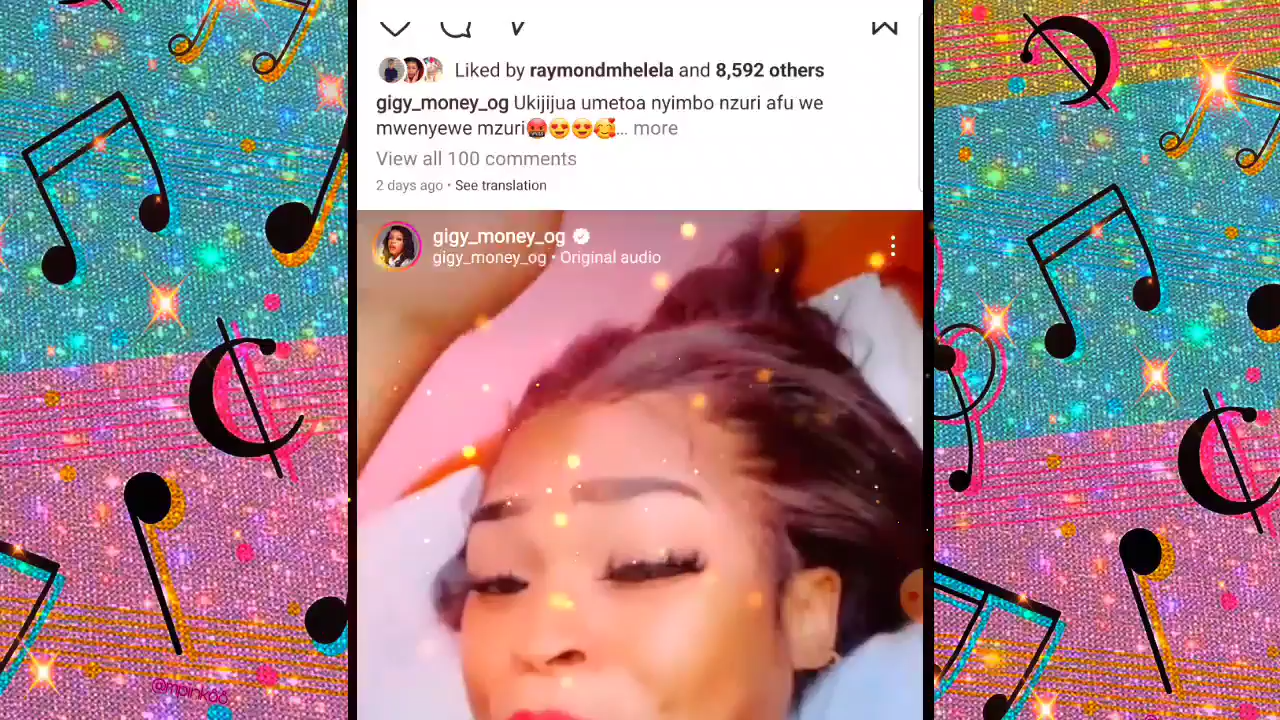 Liked by raymondmhelela and 8,592 others
gigy_money_og Ukijijua umetoa nyimbo nzuri afu we
mwenyewe mzuri🤬😍😍🥰... more
View all 100 comments
2 days ago • See translation
gigy_money_og
gigy_money_og • Original audio